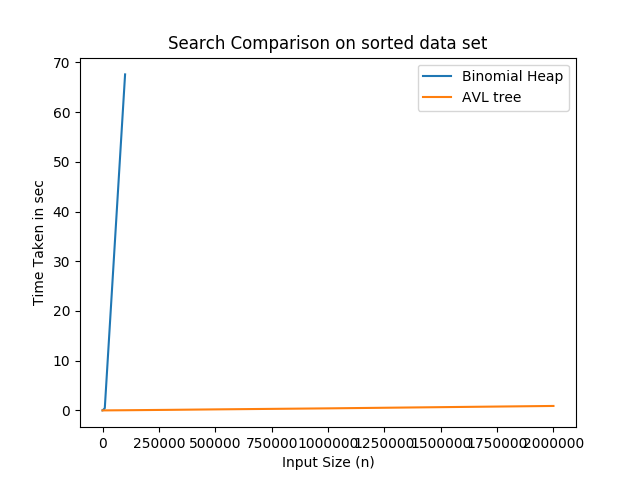 Search Comparison on sorted data set
Binomial Heap
AVL tree
Time Taken in sec
70
60
50
40
30
20
10
0
0 250000 500000 750000 1000000 1250000 1500000 1750000 2000000
Input Size (n)